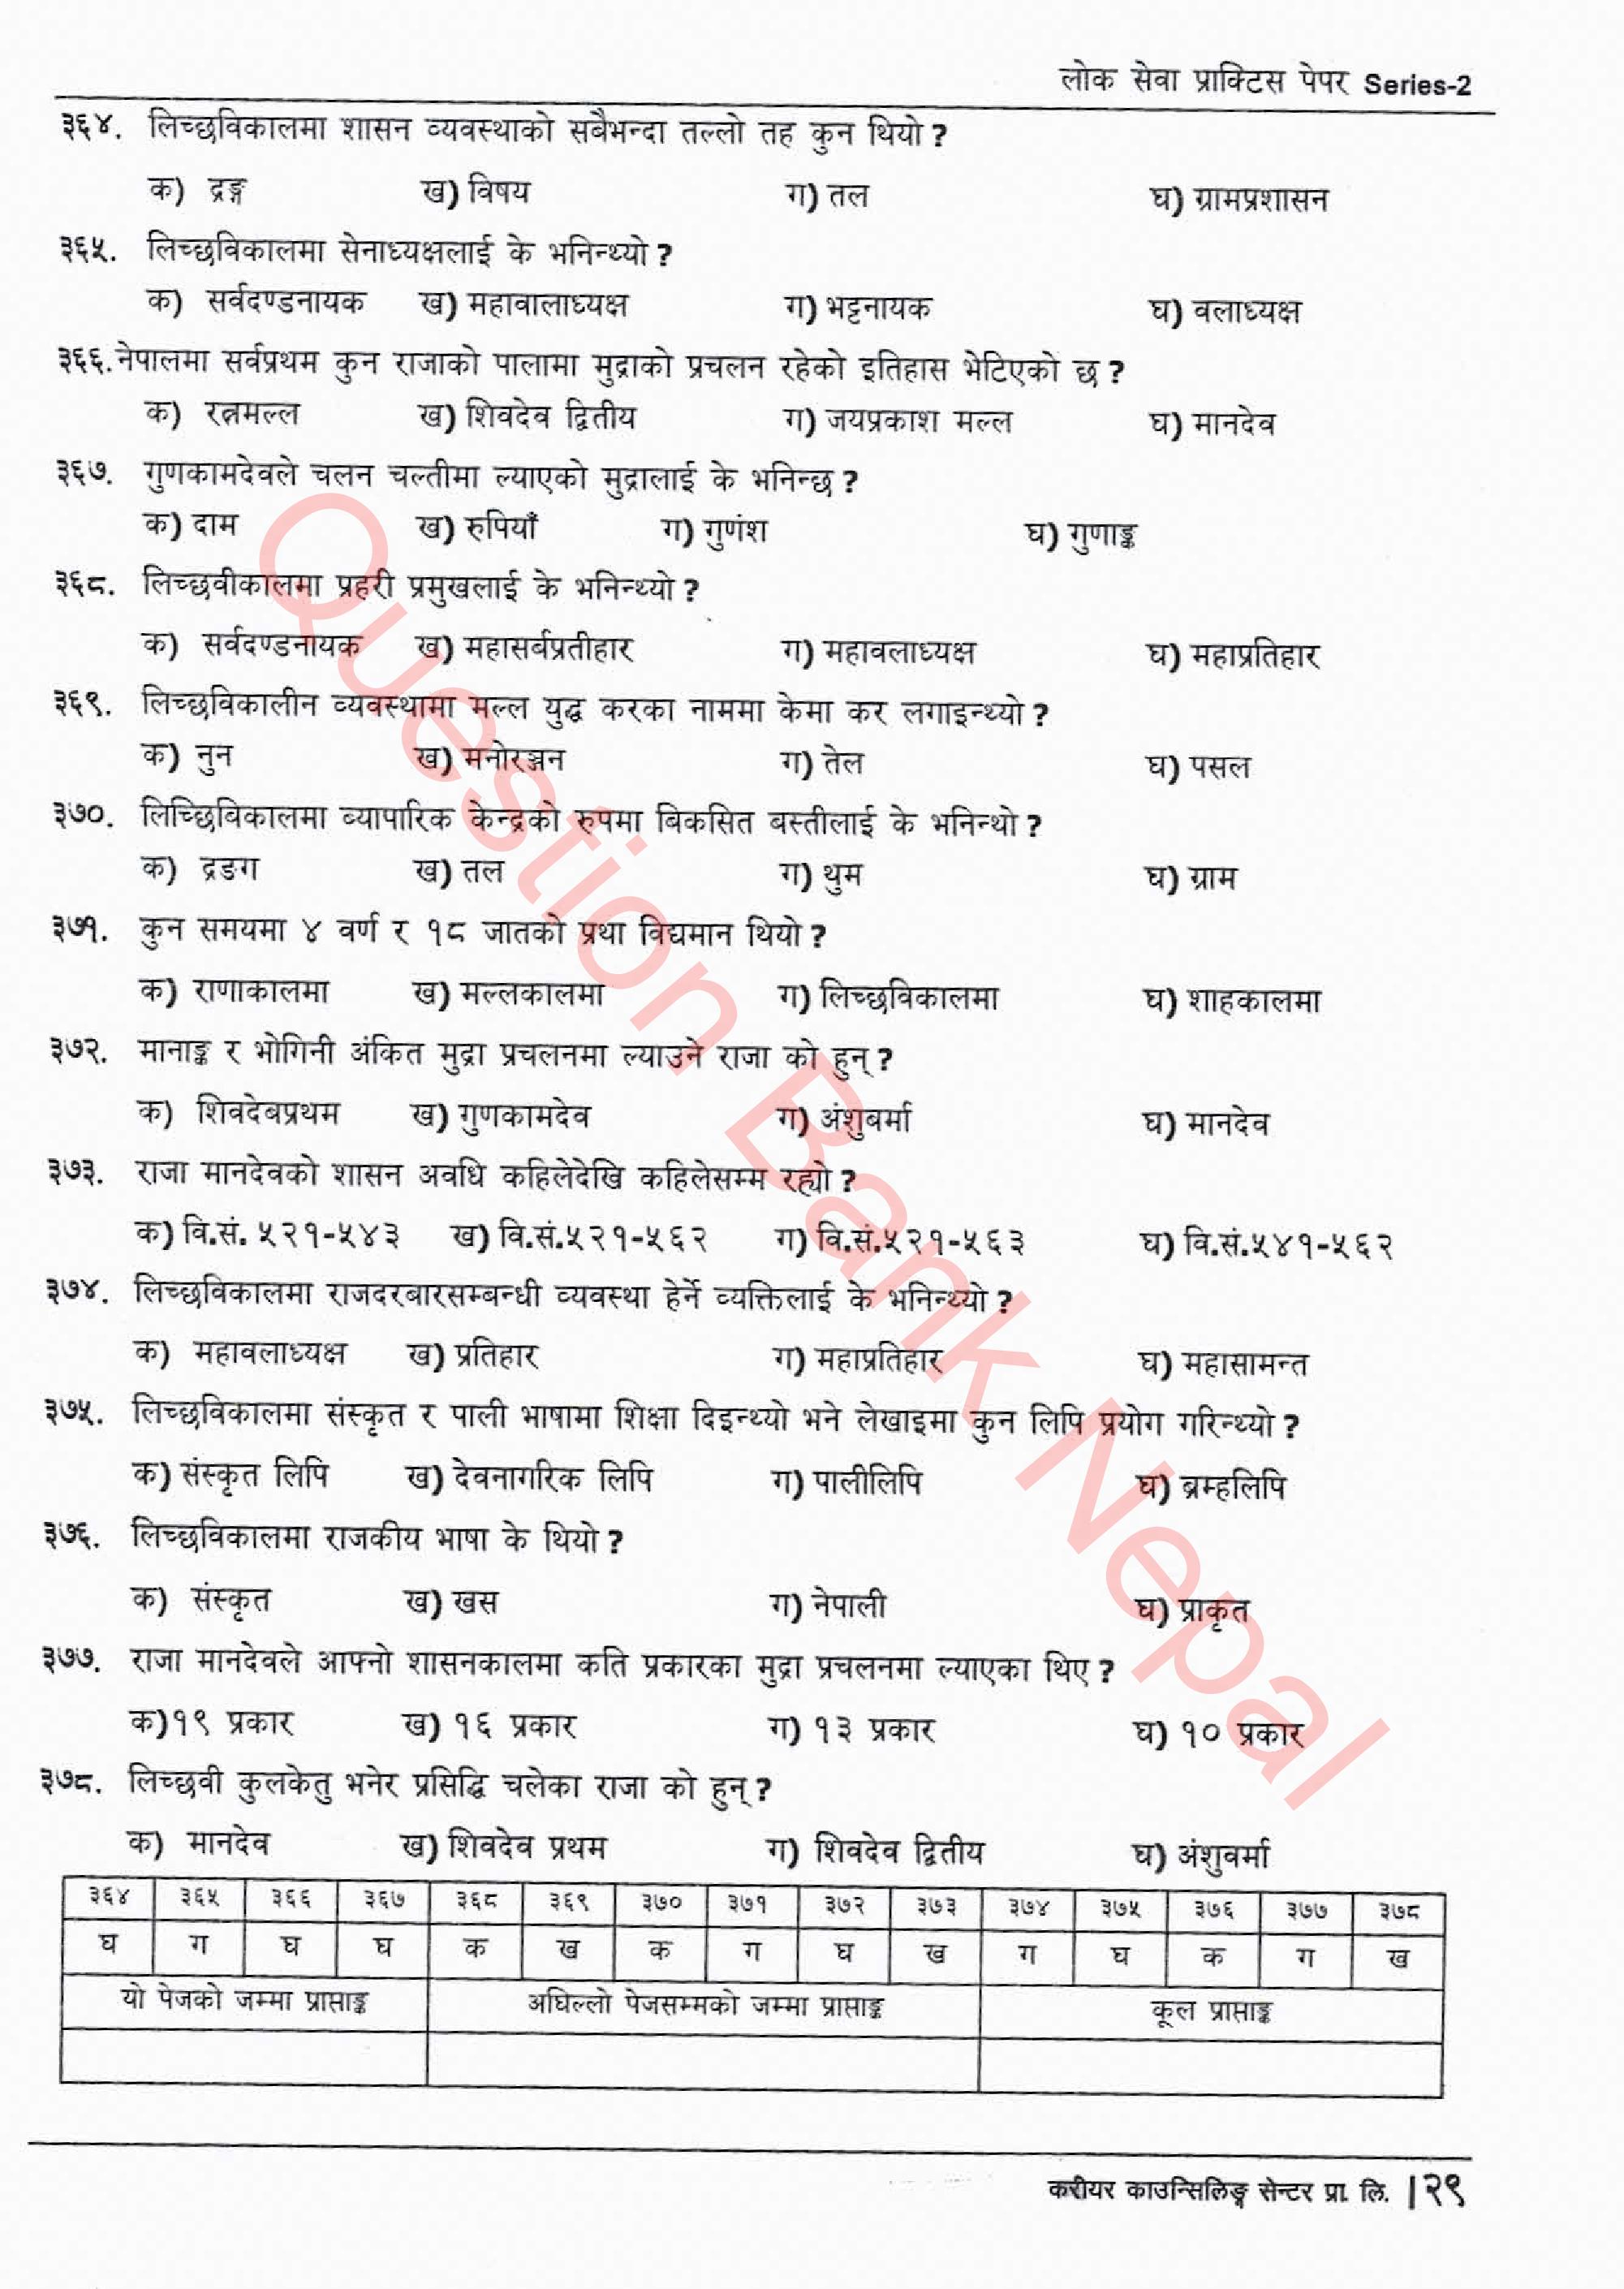 लोक सेवा प्राक्टिस पेपर Series-2
३६४. लिच्छविकालमा शासन व्यवस्थाको सबैभन्दा तल्लो तह कुन थियो ?
क) द्रङ्ग ख) विषय ग) तल घ) ग्रामप्रशासन
३६५. लिच्छविकालमा सेनाध्यक्षलाई के भनिन्थ्यो ?
क) सर्वदण्डनायक ख) महावालाध्यक्ष ग) भट्टनायक घ) वलाध्यक्ष
३६६. नेपालमा सर्वप्रथम कुन राजाको पालामा मुद्राको प्रचलन रहेको इतिहास भेटिएको छ ?
क) रत्नमल्ल ख) शिवदेव द्वितीय ग) जयप्रकाश मल्ल घ) मानदेव
३६७. गुणकामदेवले चलन चल्तीमा ल्याएको मुद्रालाई के भनिन्छ ?
क) दाम ख) रुपियाँ ग) गुणंश घ) गुणाङ्क
३६८. लिच्छवीकालमा प्रहरी प्रमुखलाई के भनिन्थ्यो ?
क) सर्वदण्डनायक ख) महासर्बप्रतीहार ग) महावलाध्यक्ष घ) महाप्रतिहार
३६९. लिच्छविकालीन व्यवस्थामा मल्ल युद्ध करका नाममा केमा कर लगाइन्थ्यो ?
क) नुन ख) मनोरञ्जन ग) तेल घ) पसल
३७०. लिच्छिविकालमा ब्यापारिक केन्द्रको रुपमा बिकसित बस्तीलाई के भनिन्थो ?
क) द्रङग ख) तल ग) थुम घ) ग्राम
३७१. कुन समयमा ४ वर्ण र १८ जातको प्रथा विद्यमान थियो ?
क) राणाकालमा ख) मल्लकालमा ग) लिच्छविकालमा घ) शाहकालमा
३७२. मानाङ्क र भोगिनी अंकित मुद्रा प्रचलनमा ल्याउने राजा को हुन् ?
क) शिवदेबप्रथम ख) गुणकामदेव ग) अंशुबर्मा घ) मानदेव
३७३. राजा मानदेवको शासन अवधि कहिलेदेखि कहिलेसम्म रह्यो ?
क) वि.सं. ५२१-५४३ ख) वि.सं.५२१-५६२ ग) वि.सं.५२१-५६३ घ) वि.सं.५४१-५६२
३७४. लिच्छविकालमा राजदरबारसम्बन्धी व्यवस्था हेर्ने व्यक्तिलाई के भनिन्थ्यो ?
क) महावलाध्यक्ष ख) प्रतिहार ग) महाप्रतिहार घ) महासामन्त
३७५. लिच्छविकालमा संस्कृत र पाली भाषामा शिक्षा दिइन्थ्यो भने लेखाइमा कुन लिपि प्रयोग गरिन्थ्यो ?
क) संस्कृत लिपि ख) देवनागरिक लिपि ग) पालीलिपि घ) ब्रम्हलिपि
३७६. लिच्छविकालमा राजकीय भाषा के थियो ?
क) संस्कृत ख) खस ग) नेपाली घ) प्राकृत
३७७. राजा मानदेवले आफ्नो शासनकालमा कति प्रकारका मुद्रा प्रचलनमा ल्याएका थिए ?
क)१९ प्रकार ख) १६ प्रकार ग) १३ प्रकार घ) १० प्रकार
३७८. लिच्छवी कुलकेतु भनेर प्रसिद्धि चलेका राजा को हुन् ?
क) मानदेव ख) शिवदेव प्रथम ग) शिवदेव द्वितीय घ) अंशुवर्मा
३६४ ३६५ ३६६ ३६७ ३६८ ३६९ ३७० ३७१ ३७२ ३७३ ३७४ ३७५ ३७६ ३७७ ३७८
घ ग घ घ क ख क ग घ ख ग घ क ग ख
यो पेजको जम्मा प्राप्ताङ्क अघिल्लो पेजसम्मको जम्मा प्राप्ताङ्क कूल प्राप्ताङ्क
करीयर काउन्सिलिङ्ग सेन्टर प्रा. लि. |२९
Question Bank Nepal